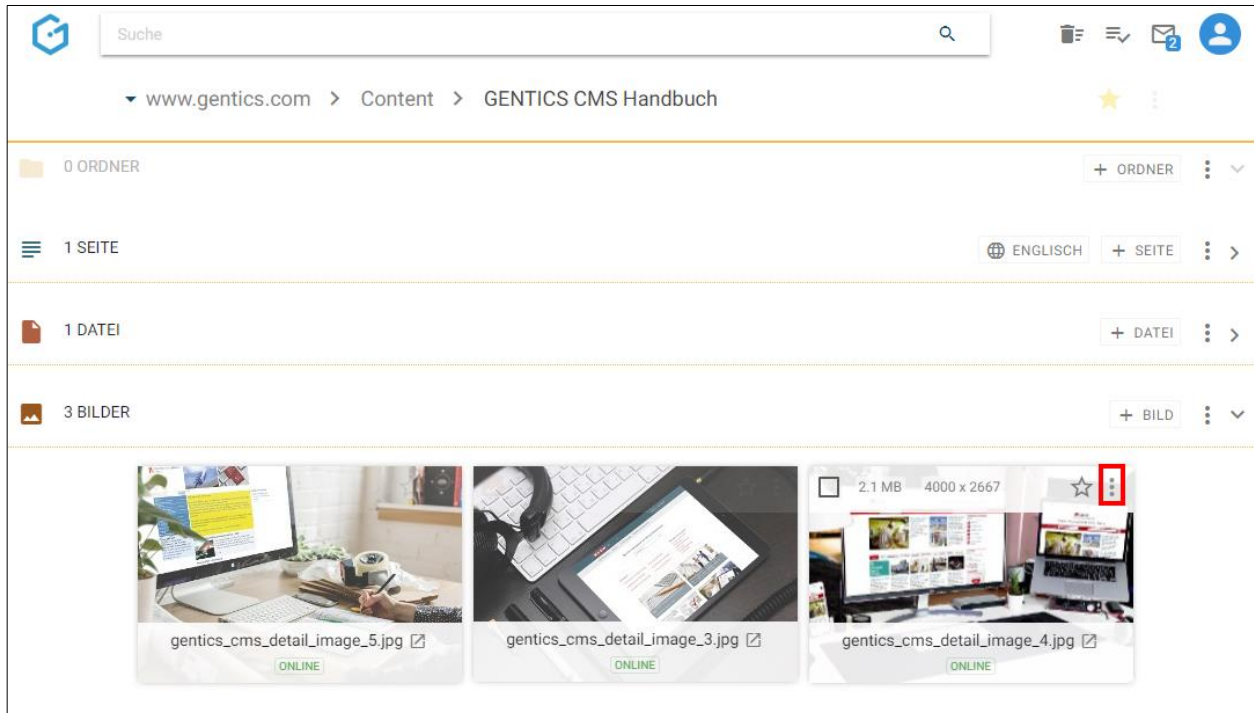 Suche
2
www.gentics.com > Content > GENTICS CMS Handbuch
0 ORDNER
+ ORDNER
1 SEITE
ENGLISCH
+ SEITE
1 DATEI
+ DATEI
3 BILDER
+ BILD
2.1 MB 4000 x 2667
gentics_cms_detail_image_5.jpg
ONLINE
gentics_cms_detail_image_3.jpg
ONLINE
gentics_cms_detail_image_4.jpg
ONLINE